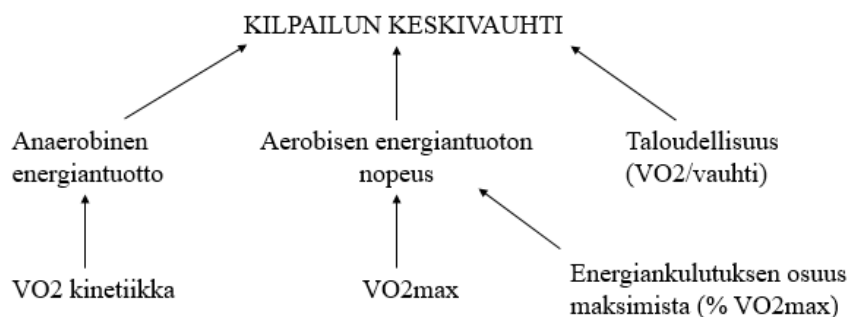 KILPAILUN KESKIVAUHTI
Anaerobinen
energiantuotto
Aerobisen energiantuoton
nopeus
Taloudellisuus
(VO2/vauhti)
VO2 kinetiikka
VO2max
Energiankulutuksen osuus
maksimista (% VO2max)